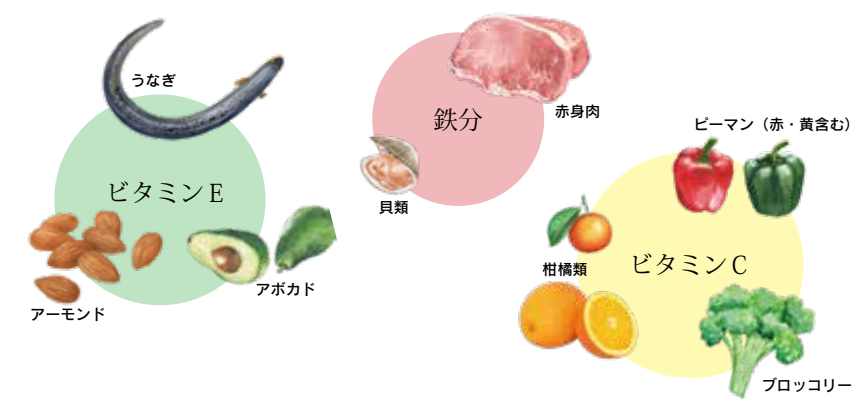 うなぎ
ビタミンE
アーモンド
アボカド
鉄分
赤身肉
貝類
ピーマン（赤・黄含む）
柑橘類
ビタミンC
ブロッコリー